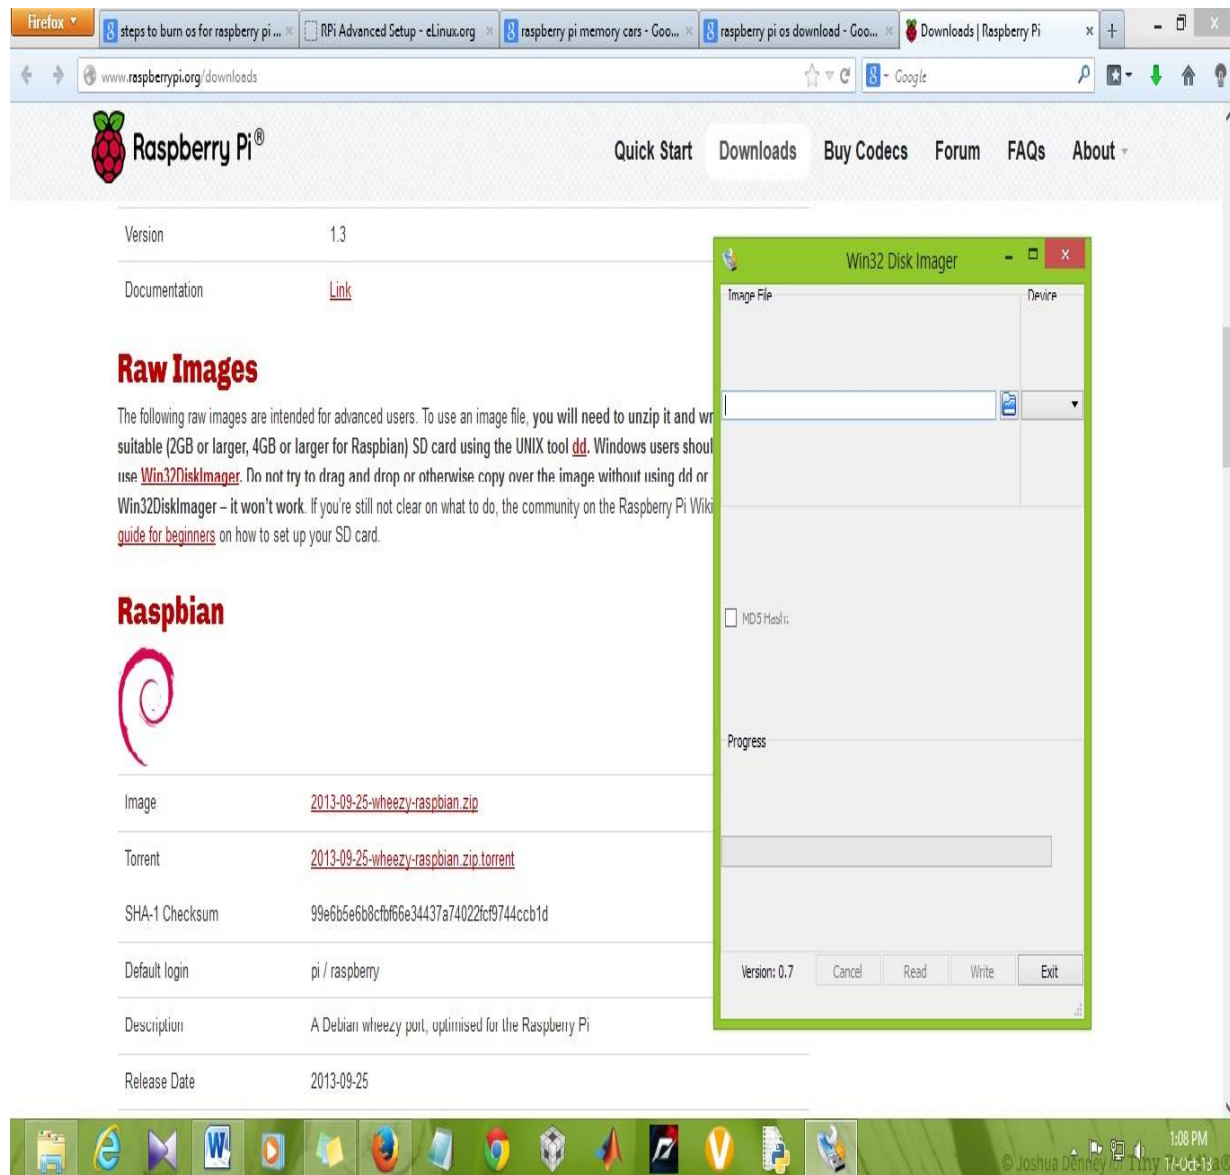 Firefox
steps to burn os for raspberry pi ...
RPi Advanced Setup - eLinux.org
raspberry pi memory cars - Goo...
raspberry pi os download - Goo...
Downloads | Raspberry Pi
www.raspberrypi.org/downloads
Google
Raspberry Pi®
Quick Start Downloads Buy Codecs Forum FAQs About
Version 1.3
Documentation Link
Raw Images
The following raw images are intended for advanced users. To use an image file, you will need to unzip it and wr
suitable (2GB or larger, 4GB or larger for Raspbian) SD card using the UNIX tool dd. Windows users shoul
use Win32DiskImager. Do not try to drag and drop or otherwise copy over the image without using dd or
Win32DiskImager – it won't work. If you're still not clear on what to do, the community on the Raspberry Pi Wiki
guide for beginners on how to set up your SD card.
Raspbian
Image 2013-09-25-wheezy-raspbian.zip
Torrent 2013-09-25-wheezy-raspbian.zip.torrent
SHA-1 Checksum 99e6b5e6b8cfbf66e34437a74022fcf9744ccb1d
Default login pi / raspberry
Description A Debian wheezy port, optimised for the Raspberry Pi
Release Date 2013-09-25
Win32 Disk Imager
Image File
Device
MD5 Hash:
Progress
Version: 0.7
Cancel
Read
Write
Exit
© Joshua Denney
1:08 PM